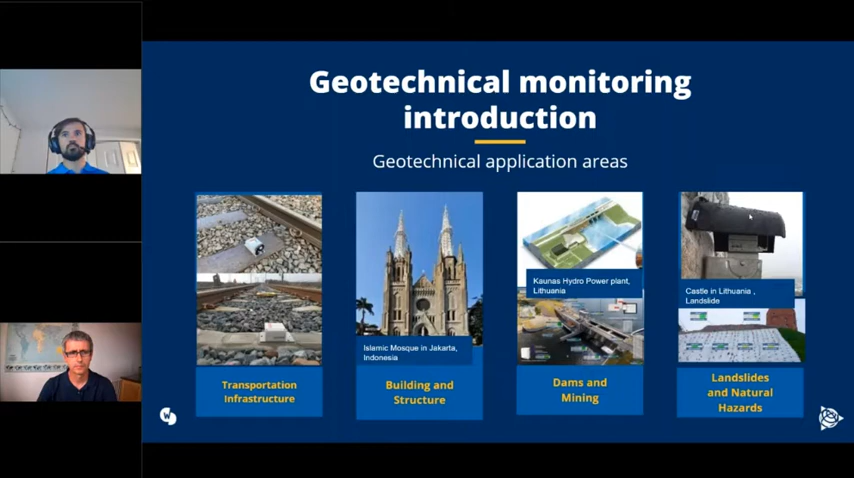 Geotechnical monitoring
introduction
Geotechnical application areas
Kaunas Hydro Power plant,
Lithuania
Castle in Lithuania ,
Landslide
Islamic Mosque in Jakarta,
Indonesia
Transportation
Infrastructure
Building and
Structure
Dams and
Mining
Landslides
and Natural
Hazards
W